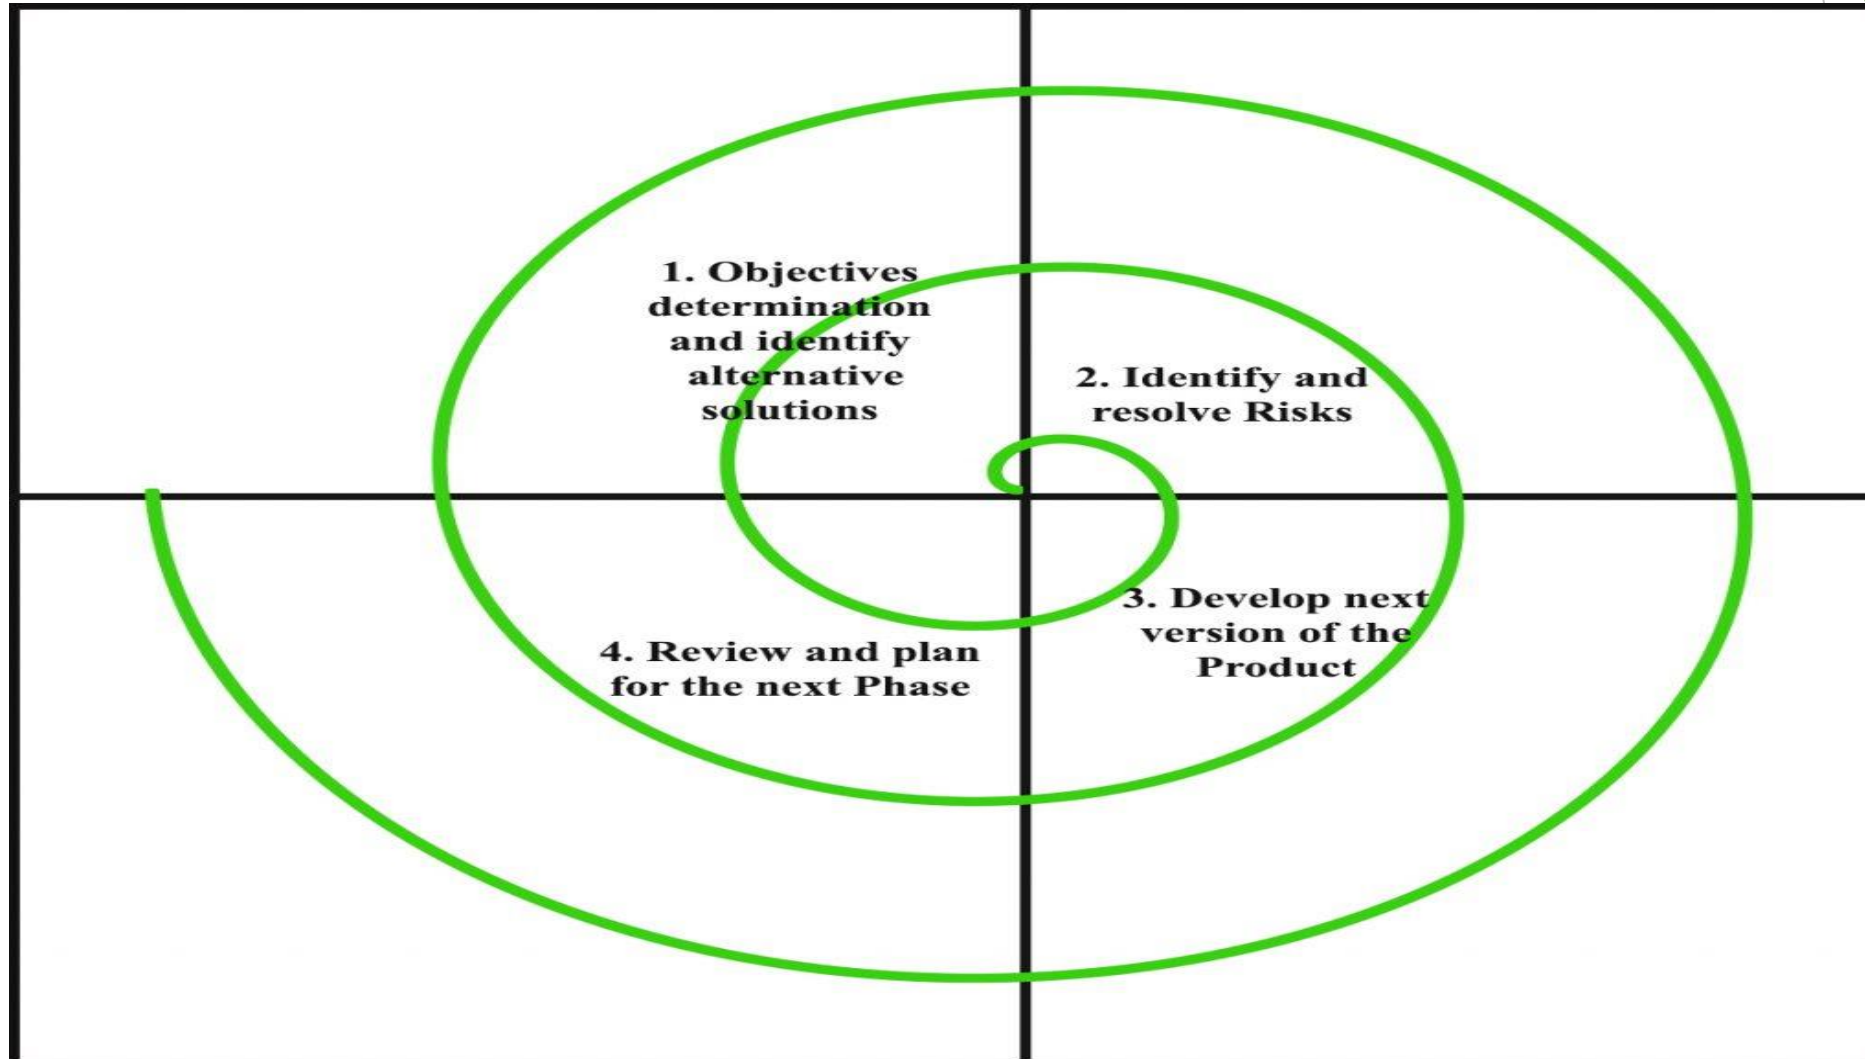 1. Objectives
determination
and identify
alternative
solutions
2. Identify and
resolve Risks
3. Develop next
version of the
Product
4. Review and plan
for the next Phase